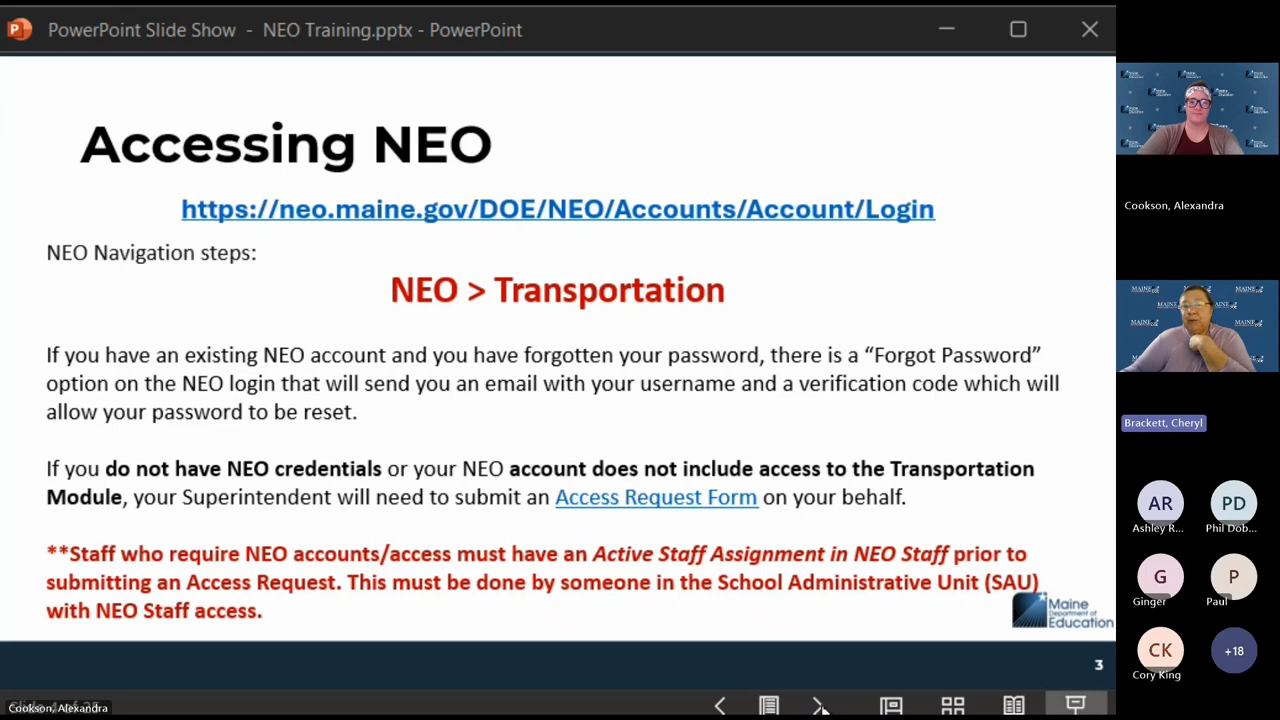 PowerPoint Slide Show - NEO Training.pptx - PowerPoint
Accessing NEO
https://neo.maine.gov/DOE/NEO/Accounts/Account/Login
NEO Navigation steps:
NEO > Transportation
If you have an existing NEO account and you have forgotten your password, there is a “Forgot Password”
option on the NEO login that will send you an email with your username and a verification code which will
allow your password to be reset.
If you do not have NEO credentials or your NEO account does not include access to the Transportation
Module, your Superintendent will need to submit an Access Request Form on your behalf.
**Staff who require NEO accounts/access must have an Active Staff Assignment in NEO Staff prior to
submitting an Access Request. This must be done by someone in the School Administrative Unit (SAU)
with NEO Staff access.
Maine
Department of
Education
3
Cookson, Alexandra
Cookson, Alexandra
Brackett, Cheryl
AR
PD
Ashley R...
Phil Dob...
G
P
Ginger
Paul
CK
+18
Cory King